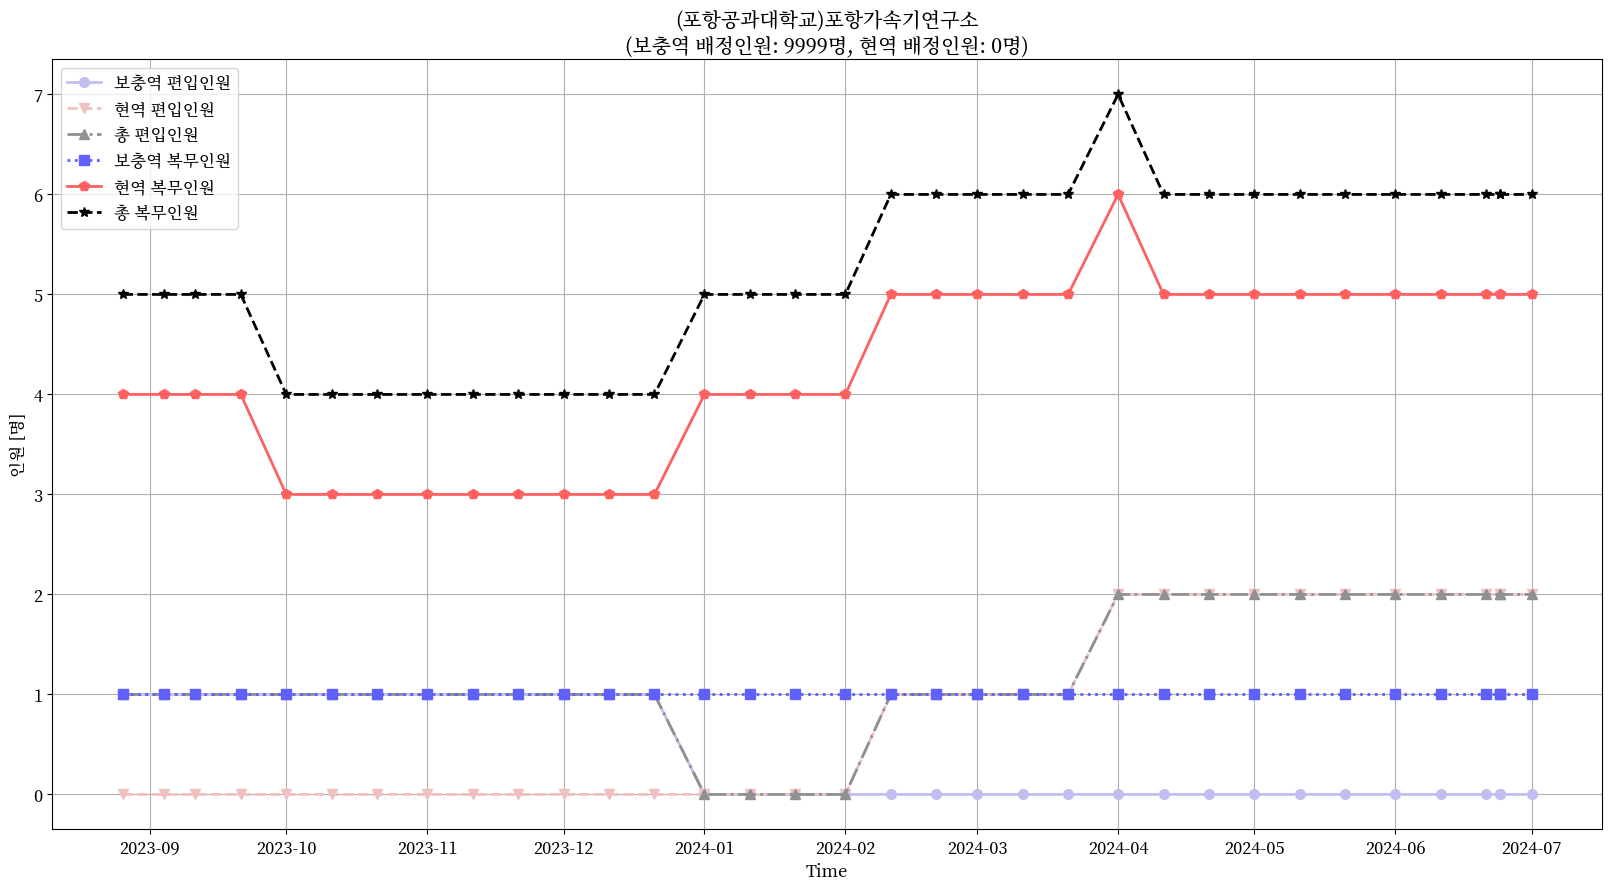 (포항공과대학교)포항가속기연구소
(보충역 배정인원: 9999명, 현역 배정인원: 0명)
보충역 편입인원
현역 편입인원
총 편입인원
보충역 복무인원
현역 복무인원
총 복무인원
7
6
5
4
3
2
1
0
인원 [명]
2023-09
2023-10
2023-11
2023-12
2024-01
2024-02
2024-03
2024-04
2024-05
2024-06
2024-07
Time